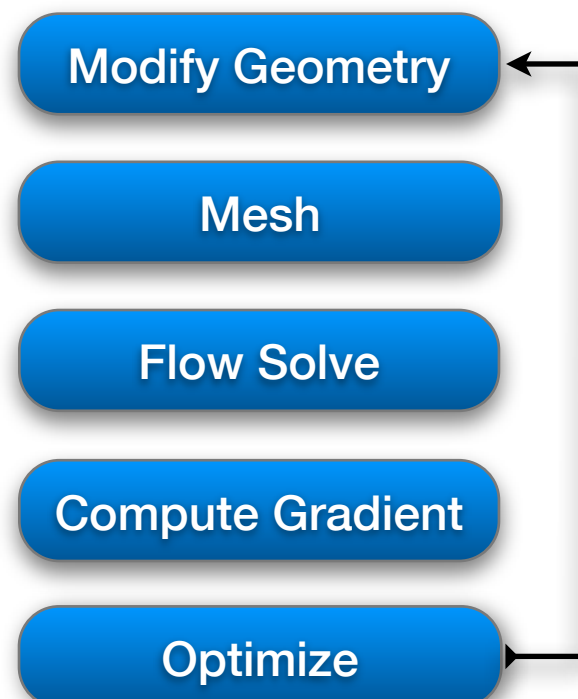 Modify Geometry
Mesh
Flow Solve
Compute Gradient
Optimize